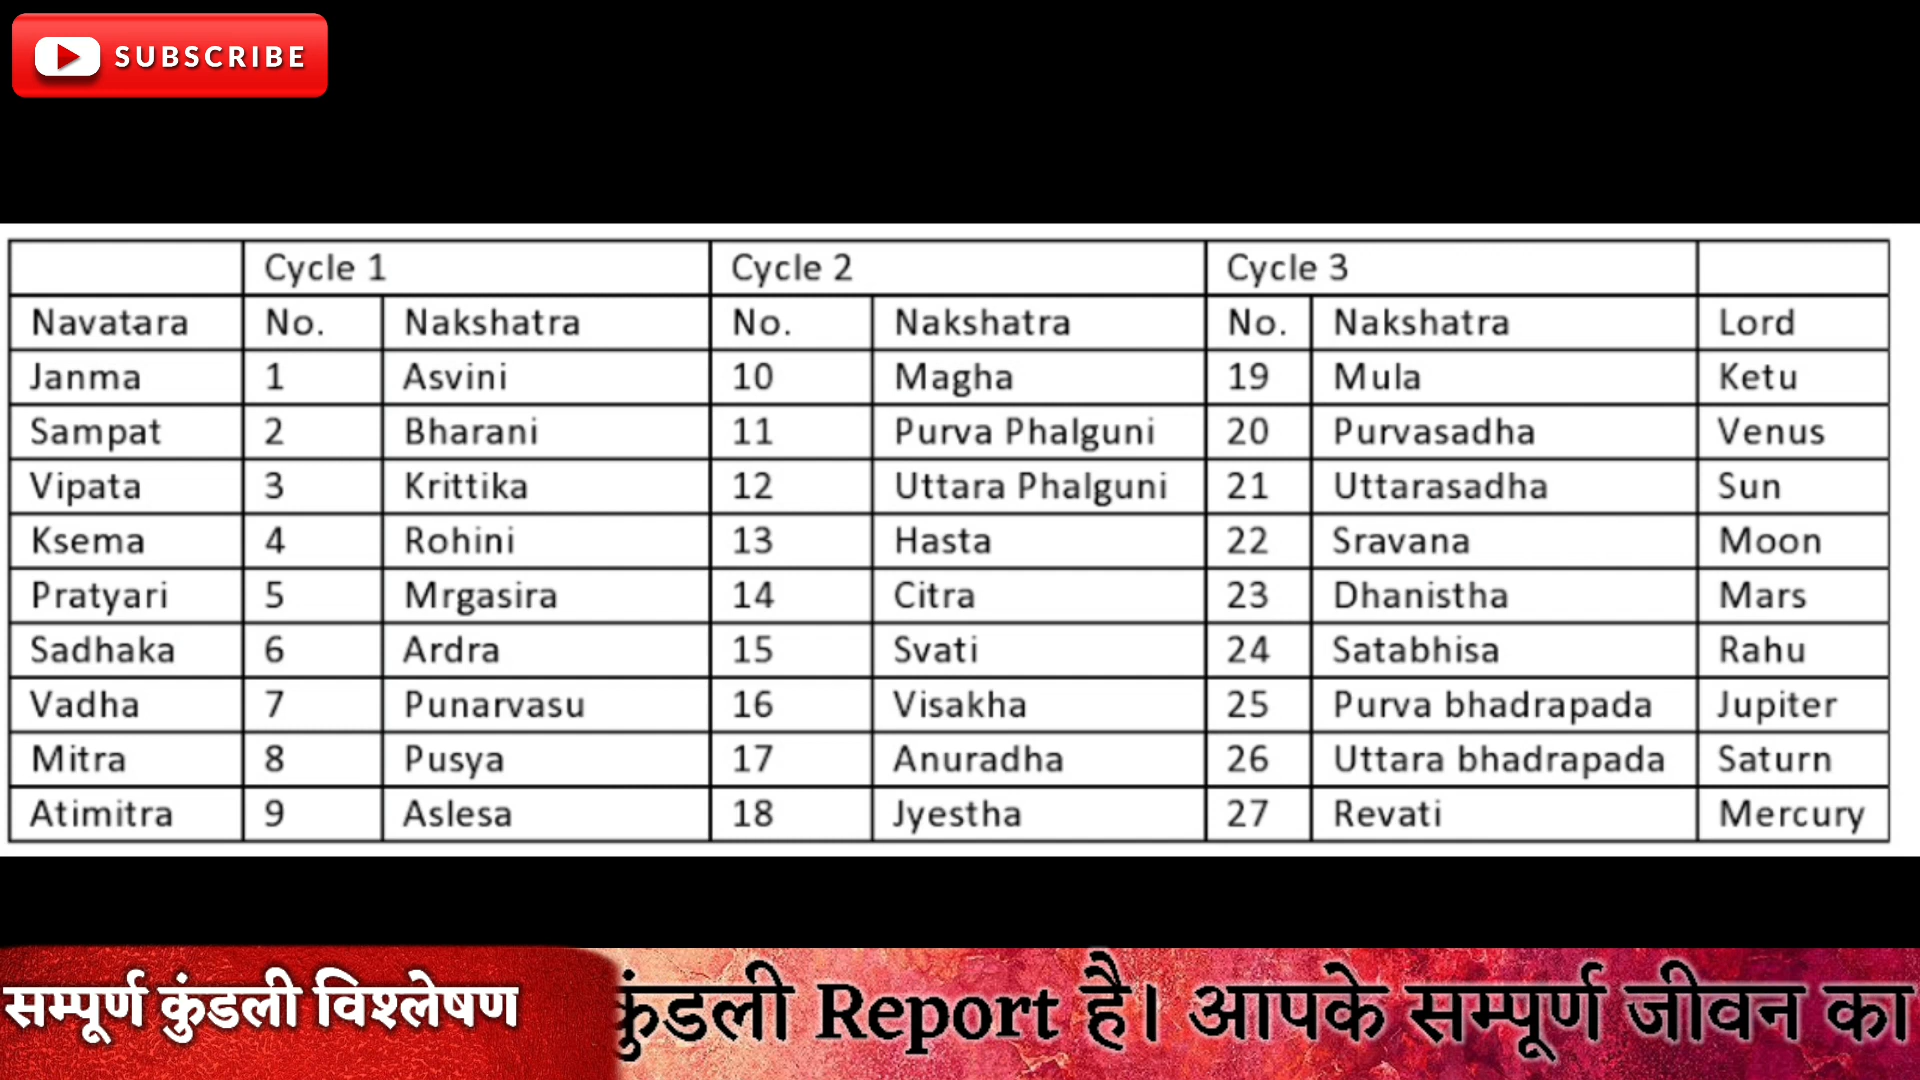 SUBSCRIBE
Cycle 1 Cycle 2 Cycle 3
Navatara No. Nakshatra No. Nakshatra No. Nakshatra Lord
Janma 1 Asvini 10 Magha 19 Mula Ketu
Sampat 2 Bharani 11 Purva Phalguni 20 Purvasadha Venus
Vipata 3 Krittika 12 Uttara Phalguni 21 Uttarasadha Sun
Ksema 4 Rohini 13 Hasta 22 Sravana Moon
Pratyari 5 Mrgasira 14 Citra 23 Dhanistha Mars
Sadhaka 6 Ardra 15 Svati 24 Satabhisa Rahu
Vadha 7 Punarvasu 16 Visakha 25 Purva bhadrapada Jupiter
Mitra 8 Pusya 17 Anuradha 26 Uttara bhadrapada Saturn
Atimitra 9 Aslesa 18 Jyestha 27 Revati Mercury
सम्पूर्ण कुंडली विश्लेषण कुंडली Report है। आपके सम्पूर्ण जीवन का